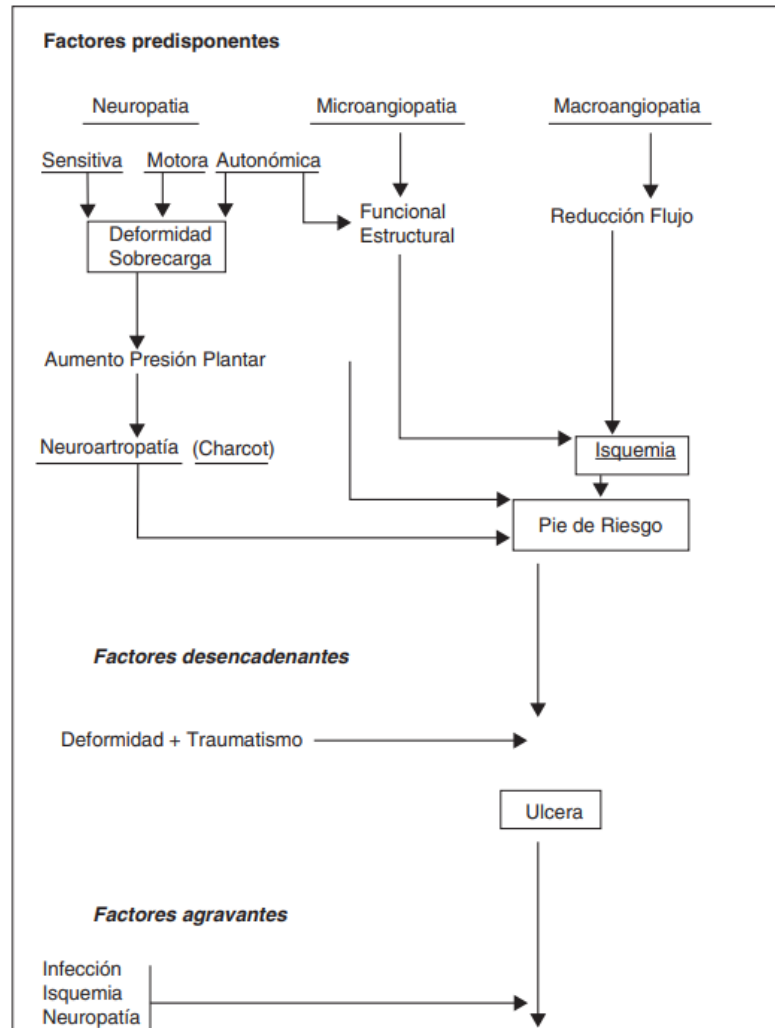 Factores predisponentes
Neuropatia Microangiopatia Macroangiopatia
Sensitiva Motora Autonómica
Funcional
Estructural
Reducción Flujo
Deformidad
Sobrecarga
Aumento Presión Plantar
Neuroartropatía (Charcot)
Isquemia
Pie de Riesgo
Factores desencadenantes
Deformidad + Traumatismo
Ulcera
Factores agravantes
Infección
Isquemia
Neuropatía